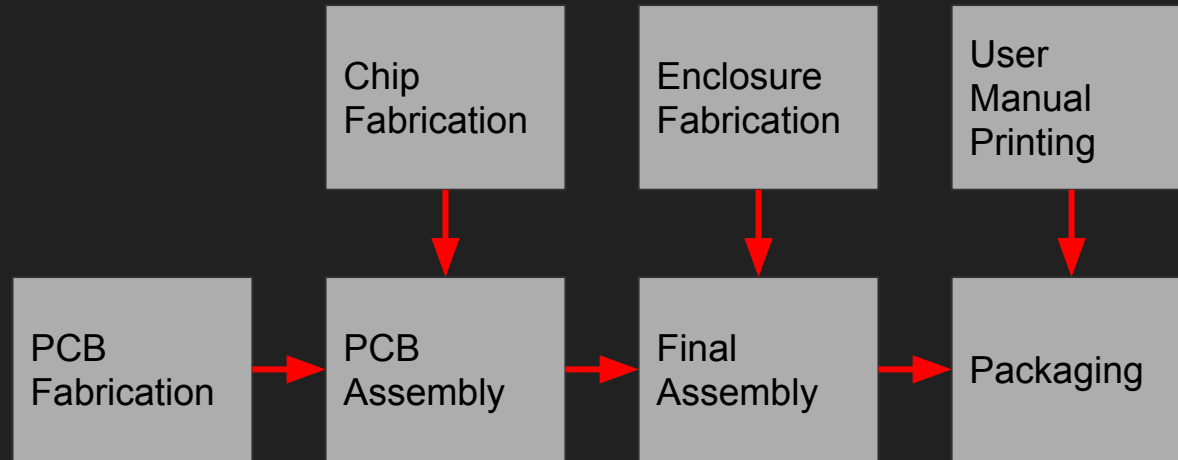 Chip
Fabrication
Enclosure
Fabrication
User
Manual
Printing
PCB
Fabrication
PCB
Assembly
Final
Assembly
Packaging